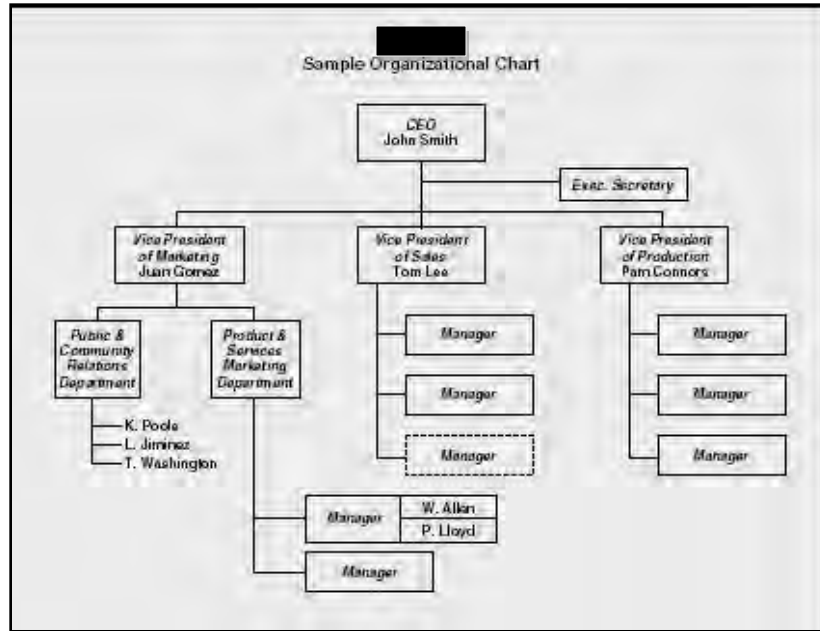 Sample Organizational Chart
CEO
John Smith
Exec. Secretary
Vice President
of Marketing
Juan Gomez
Vice President
of Sales
Tom Lee
Vice President
of Production
Pam Connors
Public &
Community
Relations
Department
Product &
Services
Marketing
Department
Manager
Manager
Manager
Manager
Manager
Manager
K. Poole
L. Jiminez
T. Washington
Manager
W. Allen
P. Lloyd
Manager